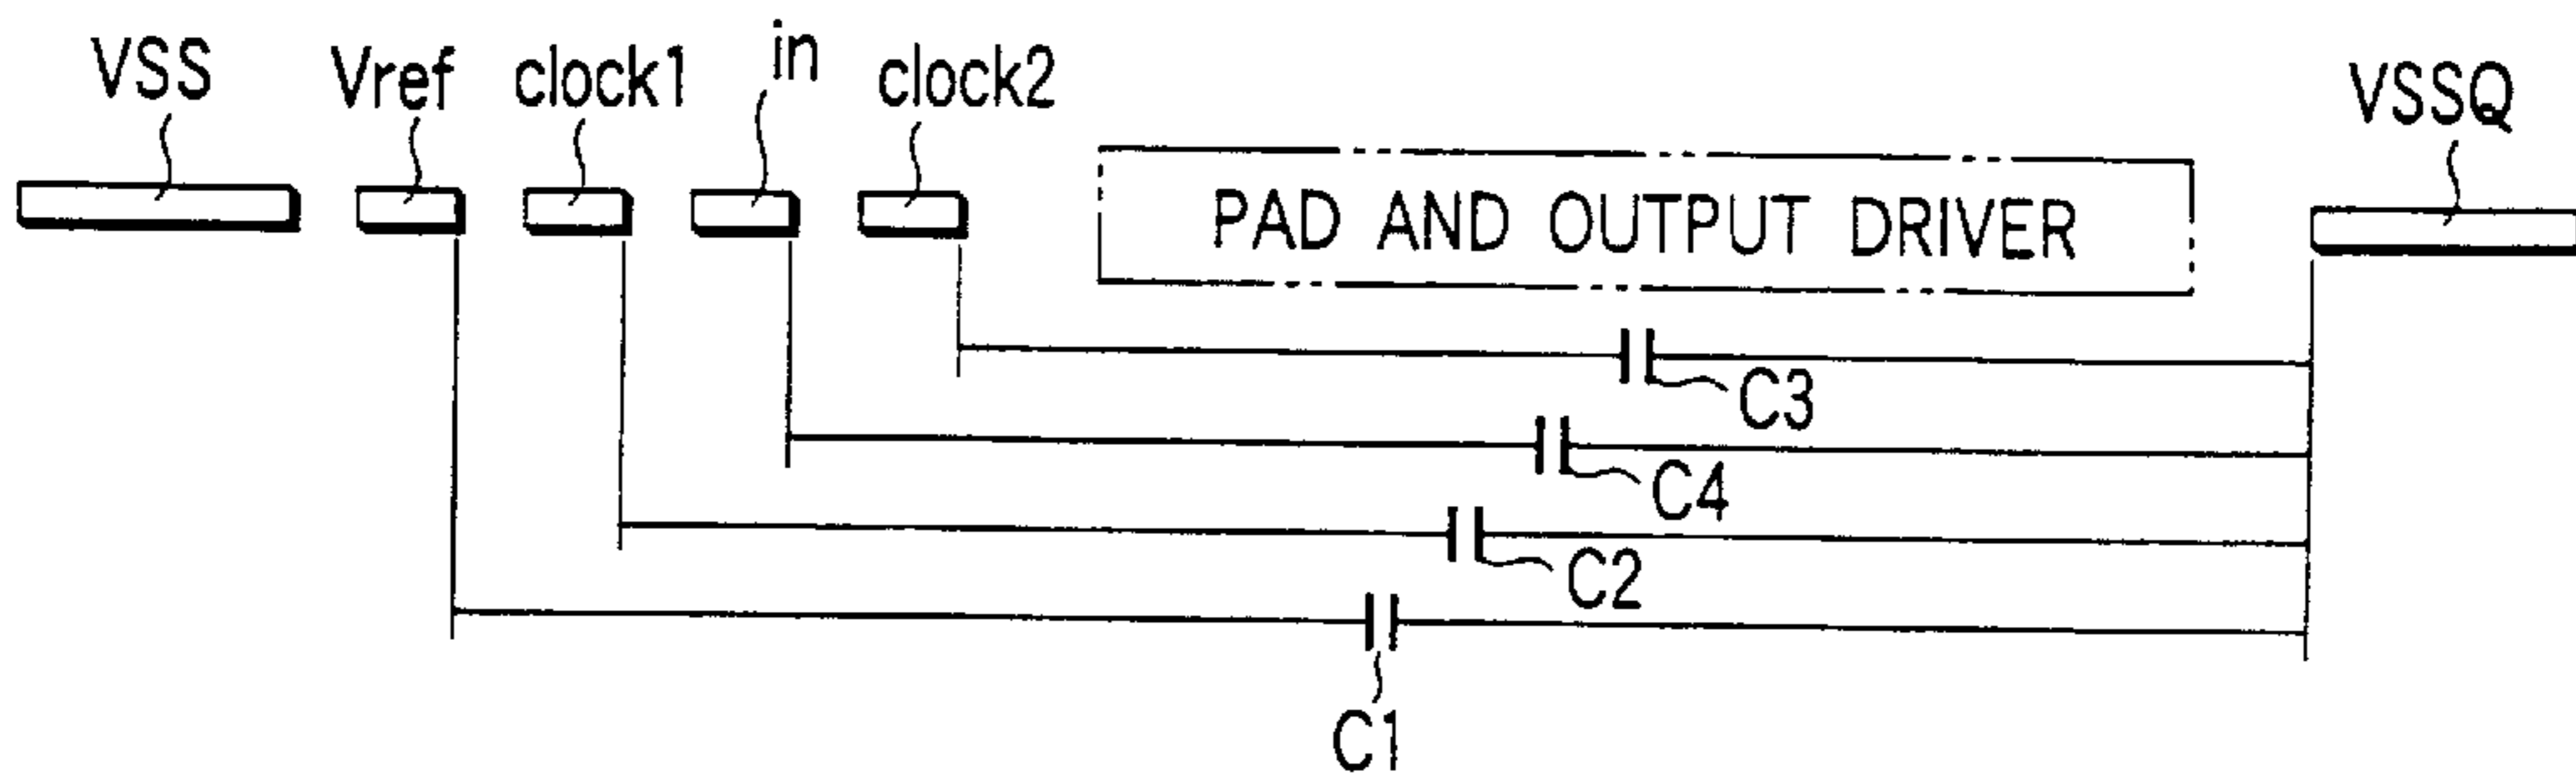 VSS
Vref
clock1
in
clock2
VSSQ
PAD AND OUTPUT DRIVER
C3
C4
C2
C1